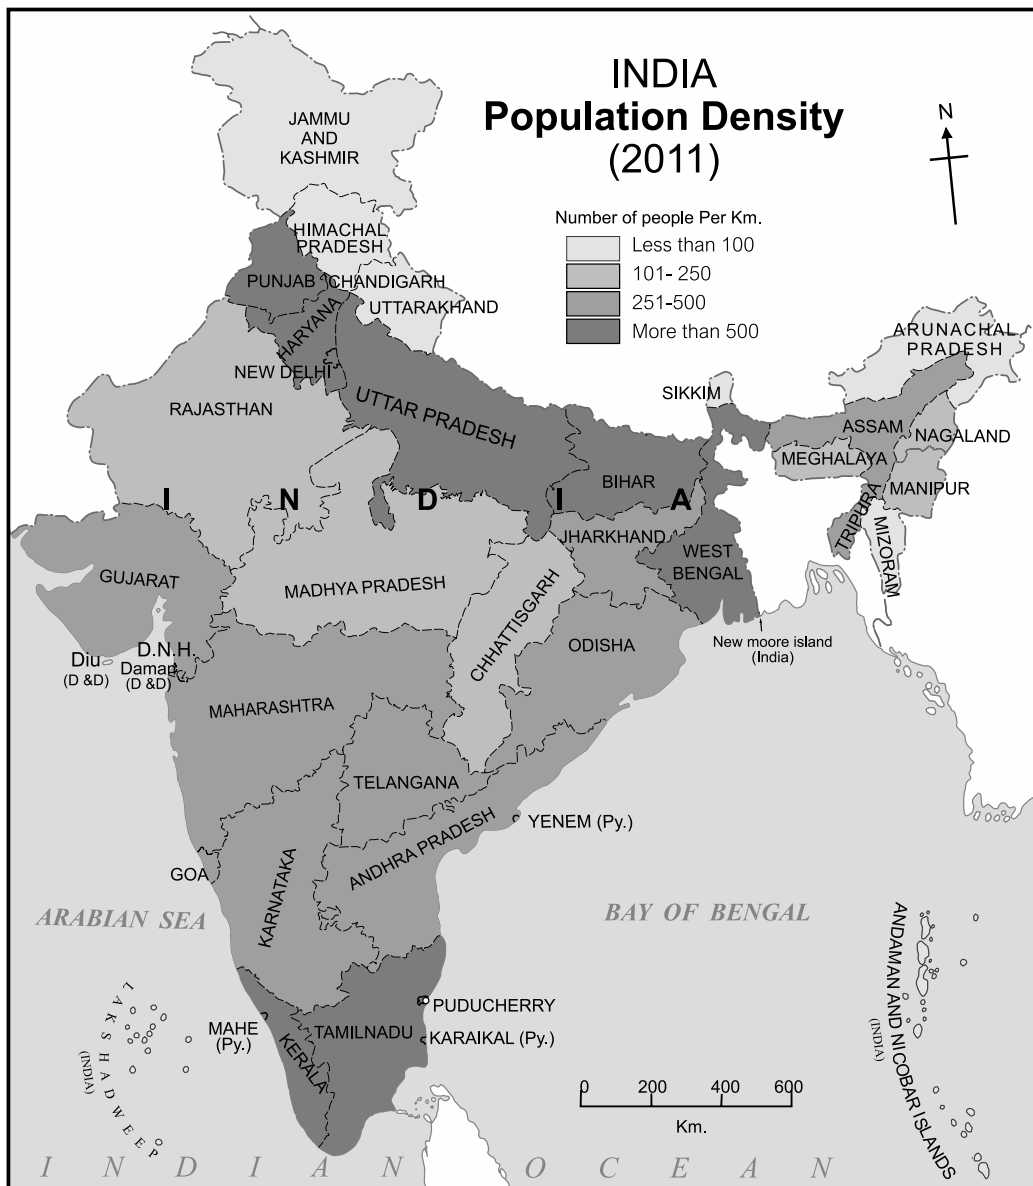 INDIA
Population Density
(2011)
N
Number of people Per Km.
Less than 100
101- 250
251-500
More than 500
JAMMU
AND
KASHMIR
HIMACHAL
PRADESH
PUNJAB
CHANDIGARH
UTTARAKHAND
HARYANA
NEW DELHI
RAJASTHAN
UTTAR PRADESH
SIKKIM
ARUNACHAL
PRADESH
ASSAM
NAGALAND
MEGHALAYA
MANIPUR
BIHAR
I N D I A
TRIPURA
MIZORAM
JHARKHAND
WEST
BENGAL
GUJARAT
MADHYA PRADESH
CHHATTISGARH
ODISHA
New moore island
(India)
Diu
(D &D)
D.N.H.
Daman
(D &D)
MAHARASHTRA
TELANGANA
YENEM (Py.)
ANDHRA PRADESH
GOA
KARNATAKA
ARABIAN SEA
BAY OF BENGAL
ANDAMAN AND NICOBAR ISLANDS
(INDIA)
PUDUCHERRY
MAHE
(Py.)
TAMILNADU
KARAIKAL (Py.)
KERALA
LAKSHADWEEP
(INDIA)
0 200 400 600
Km.
INDIAN OCEAN